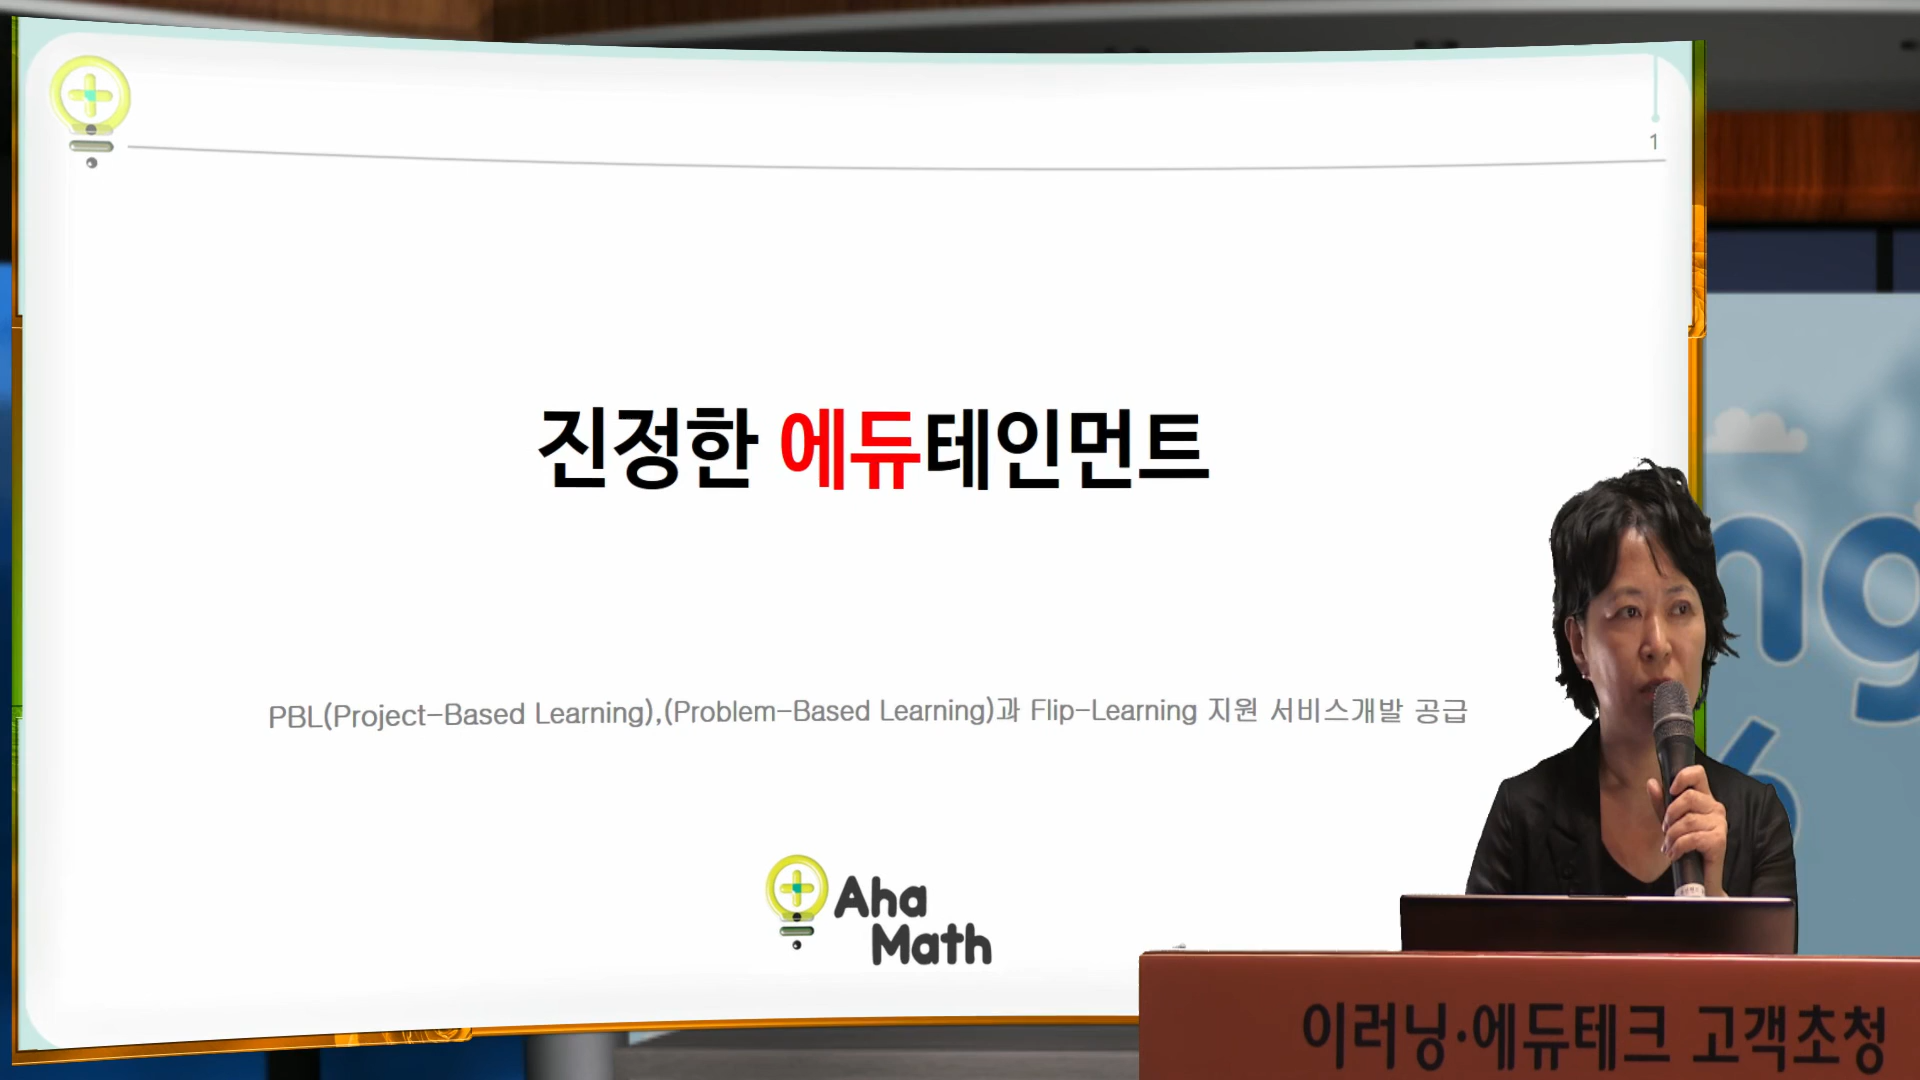 1
진정한 에듀테인먼트
PBL(Project-Based Learning),(Problem-Based Learning)과 Flip-Learning 지원 서비스개발 공급
Aha
Math
ng
6
이러닝·에듀테크 고객초청